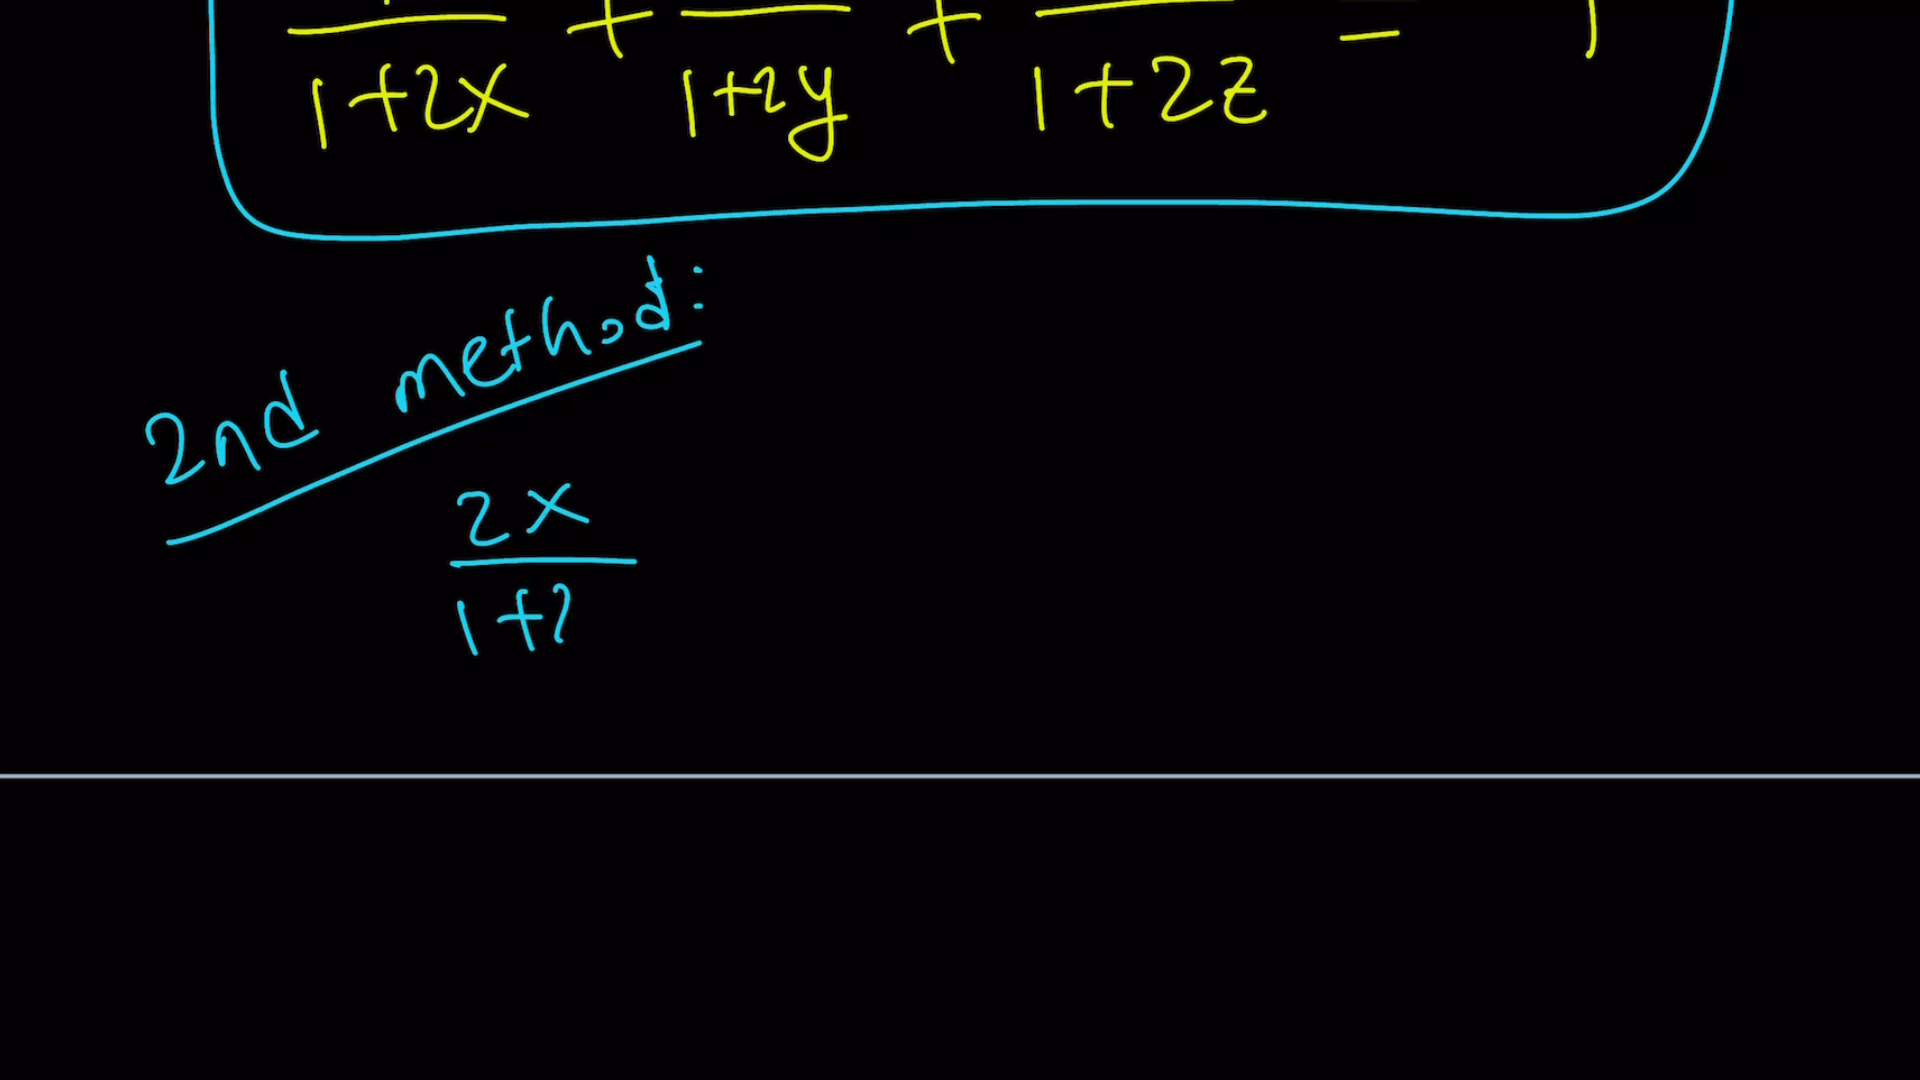 + + = 1
1+2x 1+2y 1+2z
2nd method:
2x
1+2